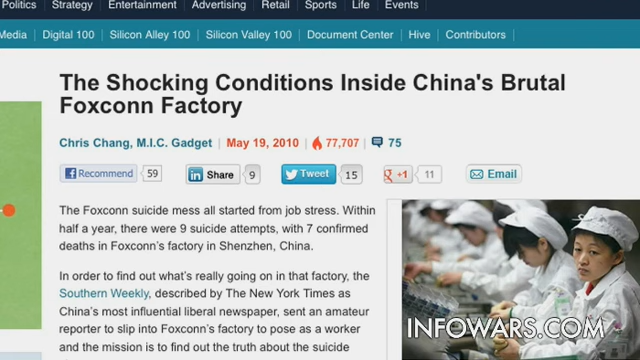 Politics Strategy Entertainment Advertising Retail Sports Life Events
Media Digital 100 Silicon Alley 100 Silicon Valley 100 Document Center Hive Contributors
The Shocking Conditions Inside China's Brutal
Foxconn Factory
Chris Chang, M.I.C. Gadget May 19, 2010 77,707 75
Recommend 59 Share 9 Tweet 15 +1 11 Email
The Foxconn suicide mess all started from job stress. Within
half a year, there were 9 suicide attempts, with 7 confirmed
deaths in Foxconn's factory in Shenzhen, China.
In order to find out what's really going on in that factory, the
Southern Weekly, described by The New York Times as
China's most influential liberal newspaper, sent an amateur
reporter to slip into Foxconn's factory to pose as a worker
and the mission is to find out the truth about the suicide
INFOWARS.COM